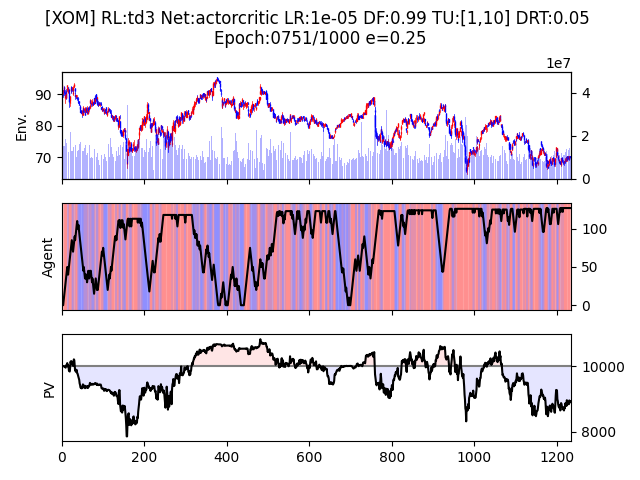 [XOM] RL:td3 Net:actorcritic LR:1e-05 DF:0.99 TU:[1,10] DRT:0.05
Epoch:0751/1000 e=0.25
1e7
Env.
90
80
70
4
2
0
Agent
100
50
0
PV
10000
8000
0 200 400 600 800 1000 1200